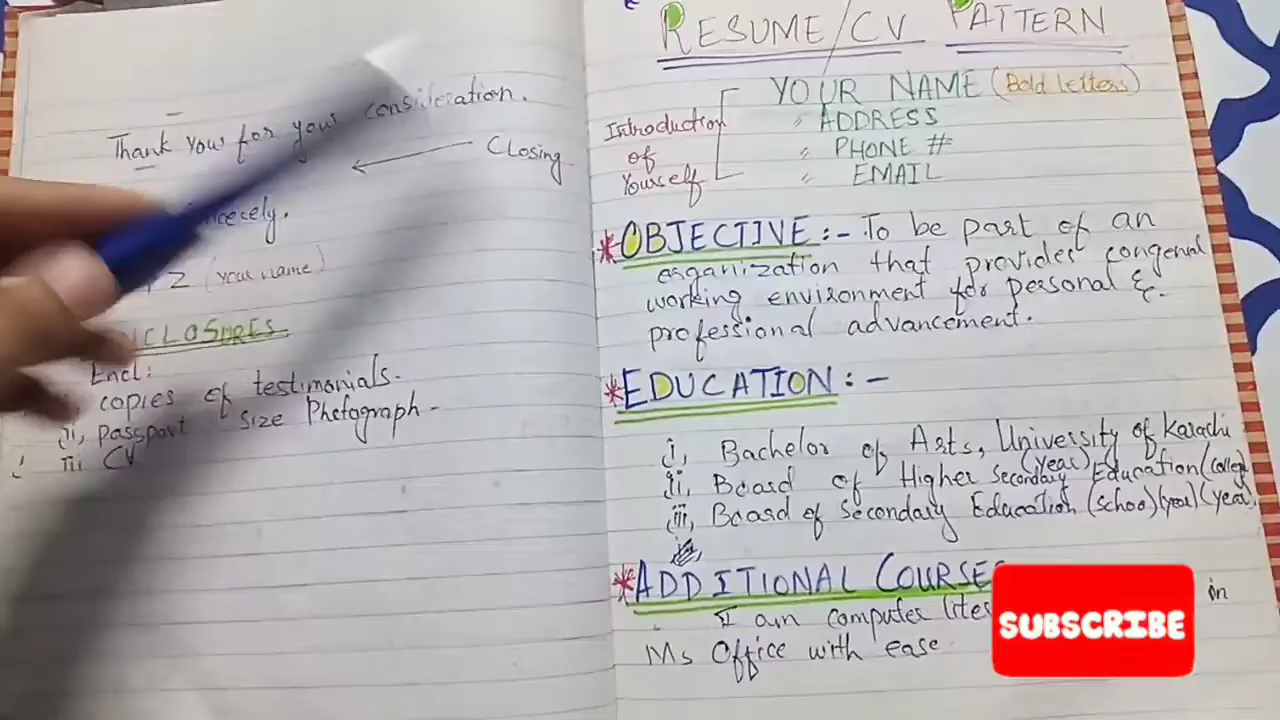 Thank You for your consideration.
Closing
(your name)
Encl:
copies of testimonials.
ii, Passport size Photograph -
iii CV
RESUME/CV PATTERN
YOUR NAME (Bold letters)
" ADDRESS
" PHONE #
" EMAIL
Introduction
of
Yourself
*OBJECTIVE :- To be part of an
organization that provides congenal
working environment for personal &
professional advancement.
*EDUCATION :-
i, Bachelor of Arts, University of Karachi
(year)
ii, Board of Higher Secondary Education (college)
iii, Board of Secondary Education (school) (year) (year)
*ADDITIONAL COURSES
I am computer in
Ms Office with ease
SUBSCRIBE